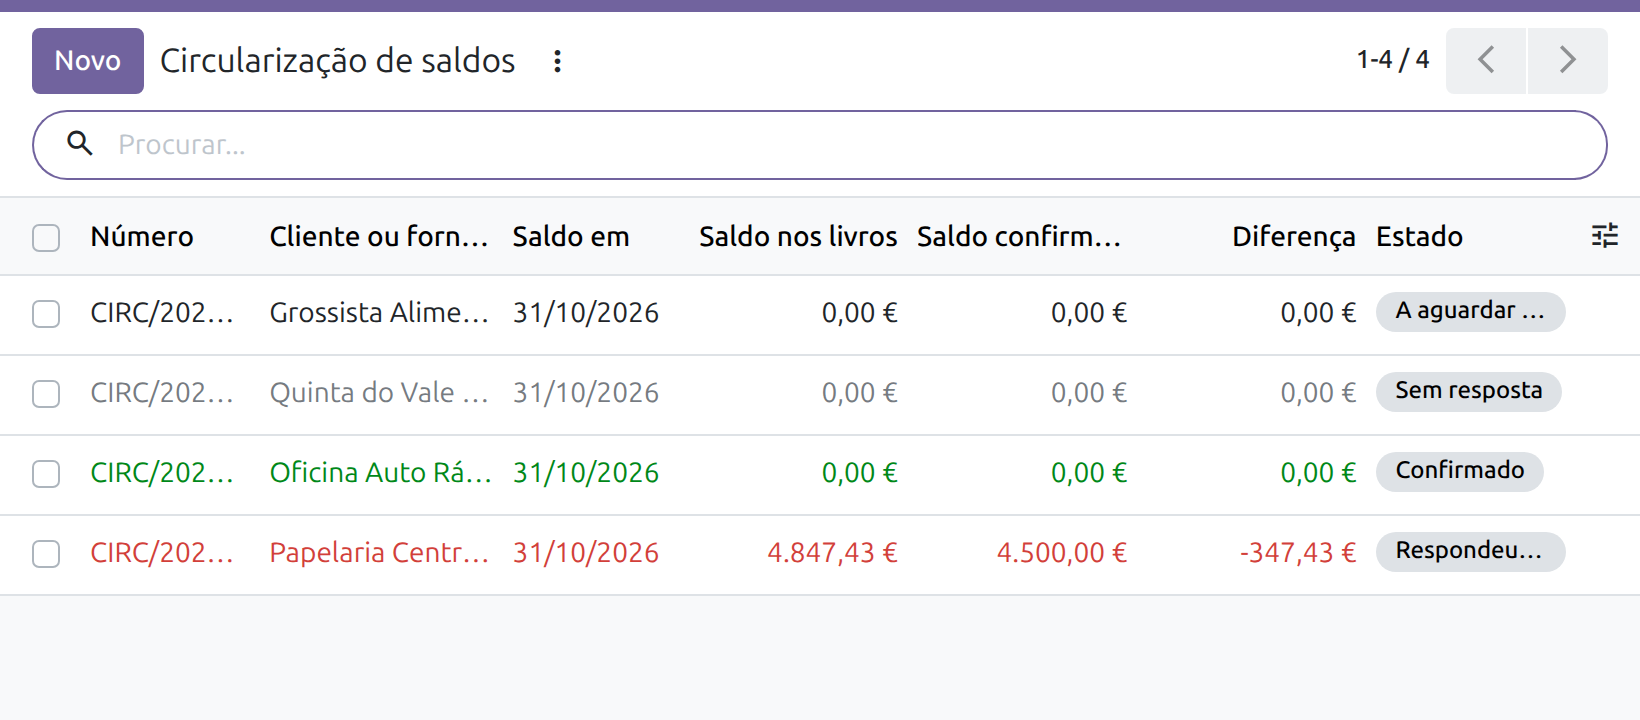 Novo Circularização de saldos 1-4 / 4
Procurar...
Número Cliente ou forn... Saldo em Saldo nos livros Saldo confirm... Diferença Estado
CIRC/202... Grossista Alime... 31/10/2026 0,00 € 0,00 € 0,00 € A aguardar ...
CIRC/202... Quinta do Vale ... 31/10/2026 0,00 € 0,00 € 0,00 € Sem resposta
CIRC/202... Oficina Auto Rá... 31/10/2026 0,00 € 0,00 € 0,00 € Confirmado
CIRC/202... Papelaria Centr... 31/10/2026 4.847,43 € 4.500,00 € -347,43 € Respondeu...